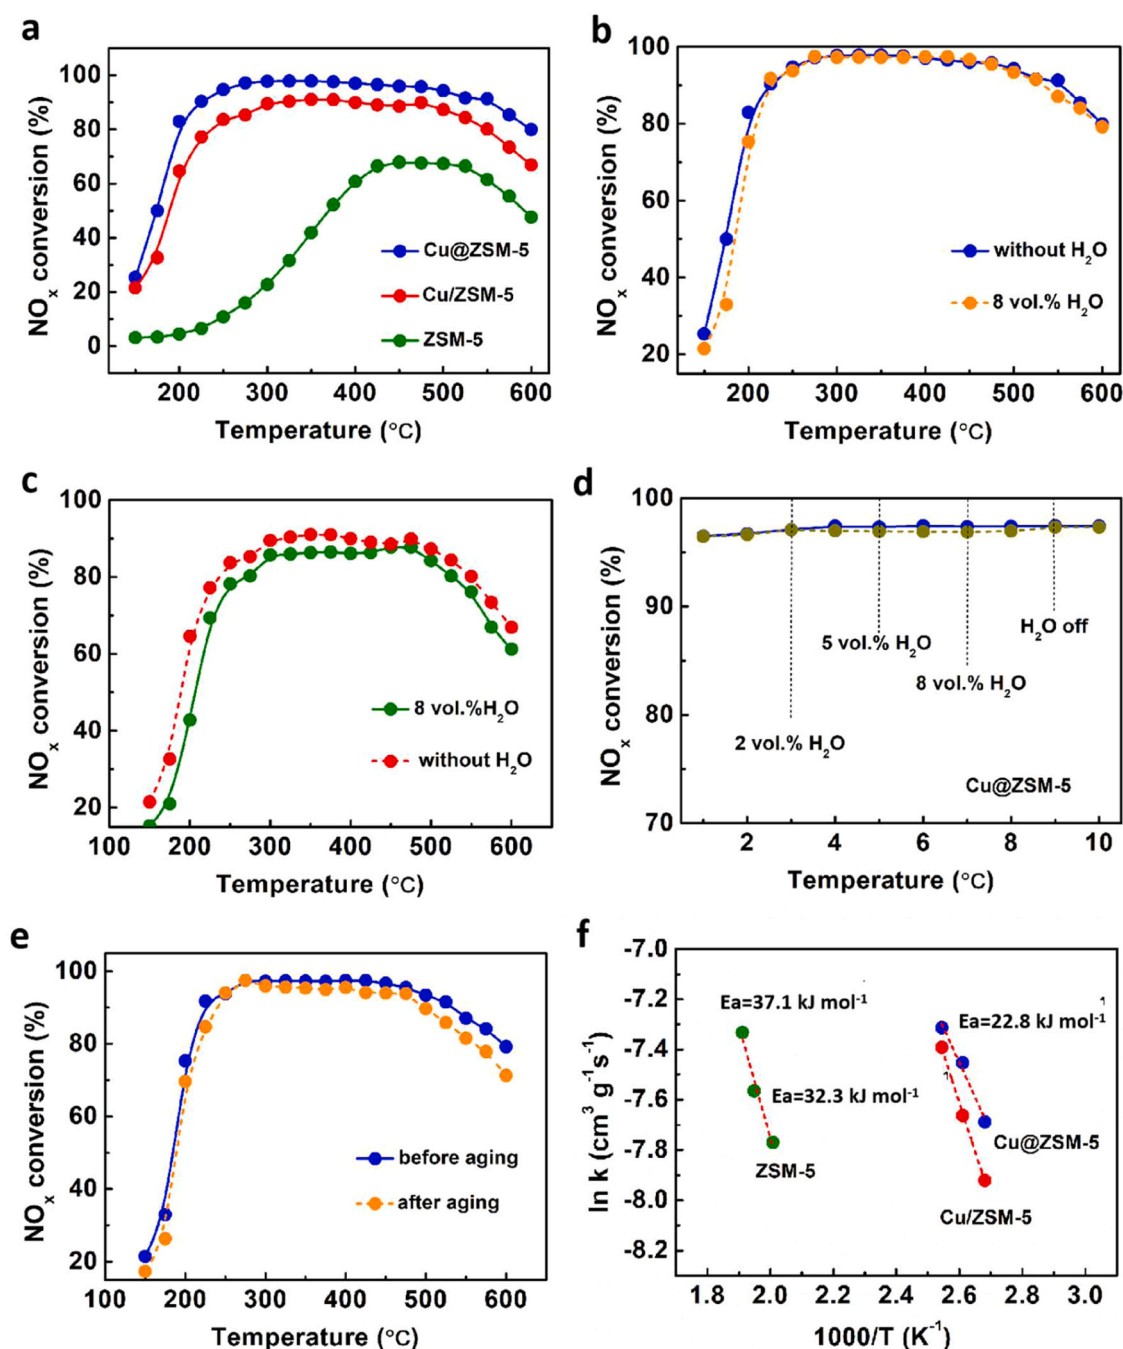 a
NOx conversion (%)
100
80
60
40
20
0
Cu@ZSM-5
Cu/ZSM-5
ZSM-5
200 300 400 500 600
Temperature (°C)
b
NOx conversion (%)
100
80
60
40
20
without H2O
8 vol.% H2O
200 300 400 500 600
Temperature (°C)
c
NOx conversion (%)
100
80
60
40
20
8 vol.%H2O
without H2O
100 200 300 400 500 600
Temperature (°C)
d
NOx conversion (%)
100
90
80
70
2 vol.% H2O
5 vol.% H2O
8 vol.% H2O
H2O off
Cu@ZSM-5
2 4 6 8 10
Temperature (°C)
e
NOx conversion (%)
100
80
60
40
20
before aging
after aging
100 200 300 400 500 600
Temperature (°C)
f
ln k (cm3 g-1s-1)
-7.0
-7.2
-7.4
-7.6
-7.8
-8.0
-8.2
Ea=37.1 kJ mol-1
1
Ea=22.8 kJ mol-1
1
Ea=32.3 kJ mol-1
Cu@ZSM-5
ZSM-5
Cu/ZSM-5
1.8 2.0 2.2 2.4 2.6 2.8 3.0
1000/T (K-1)